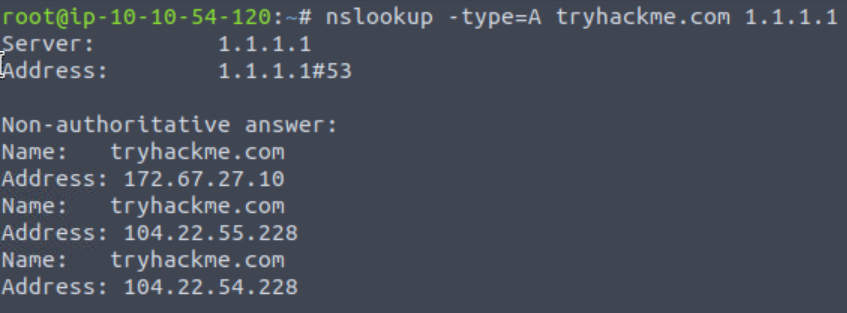 root@ip-10-10-54-120:~# nslookup -type=A tryhackme.com 1.1.1.1
Server:         1.1.1.1
Address:        1.1.1.1#53

Non-authoritative answer:
Name:   tryhackme.com
Address: 172.67.27.10
Name:   tryhackme.com
Address: 104.22.55.228
Name:   tryhackme.com
Address: 104.22.54.228